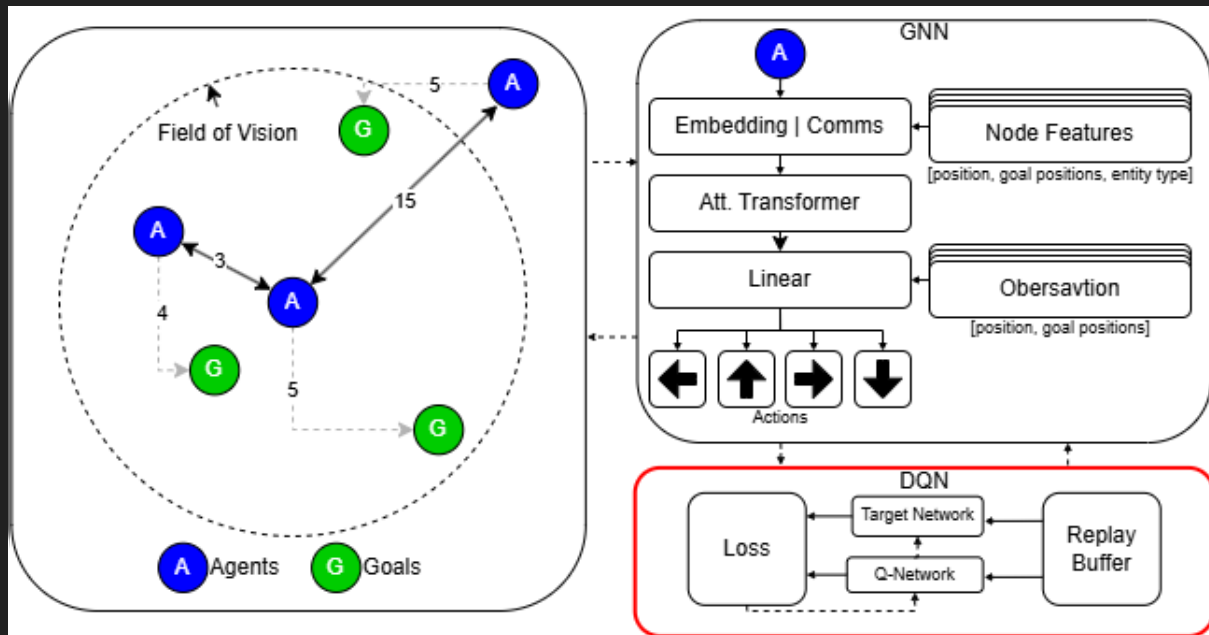 5
A
Field of Vision
G
15
A
3
A
4
G
5
G
A Agents
G Goals
GNN
A
Embedding | Comms
Node Features
[position, goal positions, entity type]
Att. Transformer
Linear
Obersavtion
[position, goal positions]
Actions
DQN
Loss
Target Network
Q-Network
Replay
Buffer